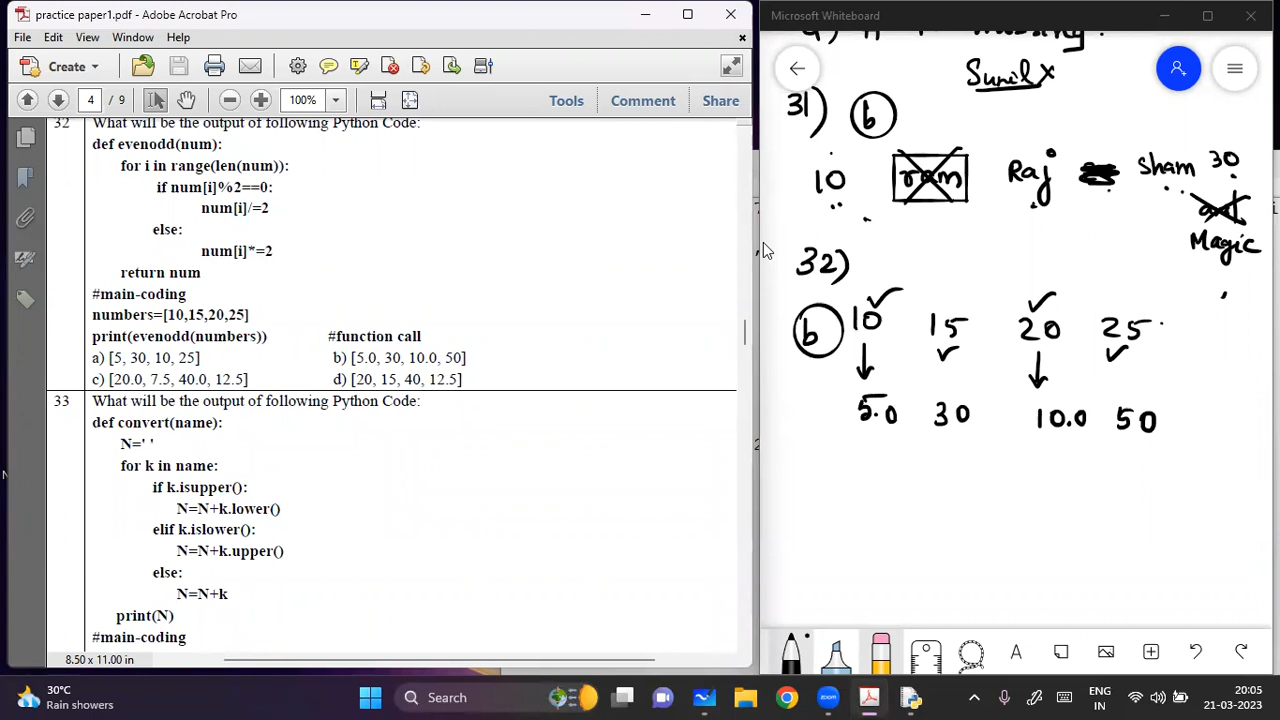 practice paper1.pdf - Adobe Acrobat Pro
File Edit View Window Help
Create
4 / 9 100% Tools Comment Share
32 What will be the output of following Python Code:
def evenodd(num):
for i in range(len(num)):
if num[i]%2==0:
num[i]/=2
else:
num[i]*=2
return num
#main-coding
numbers=[10,15,20,25]
print(evenodd(numbers)) #function call
a) [5, 30, 10, 25] b) [5.0, 30, 10.0, 50]
c) [20.0, 7.5, 40.0, 12.5] d) [20, 15, 40, 12.5]
33 What will be the output of following Python Code:
def convert(name):
N=' '
for k in name:
if k.isupper():
N=N+k.lower()
elif k.islower():
N=N+k.upper()
else:
N=N+k
print(N)
#main-coding
8.50 x 11.00 in
Microsoft Whiteboard
missing.
Sunil x
31) b
10 ram Raj Sham 30
Magic
32)
b 10 15 20 25
5.0 30 10.0 50
A
30°C
Rain showers
Search
zoom
ENG
IN
20:05
21-03-2023